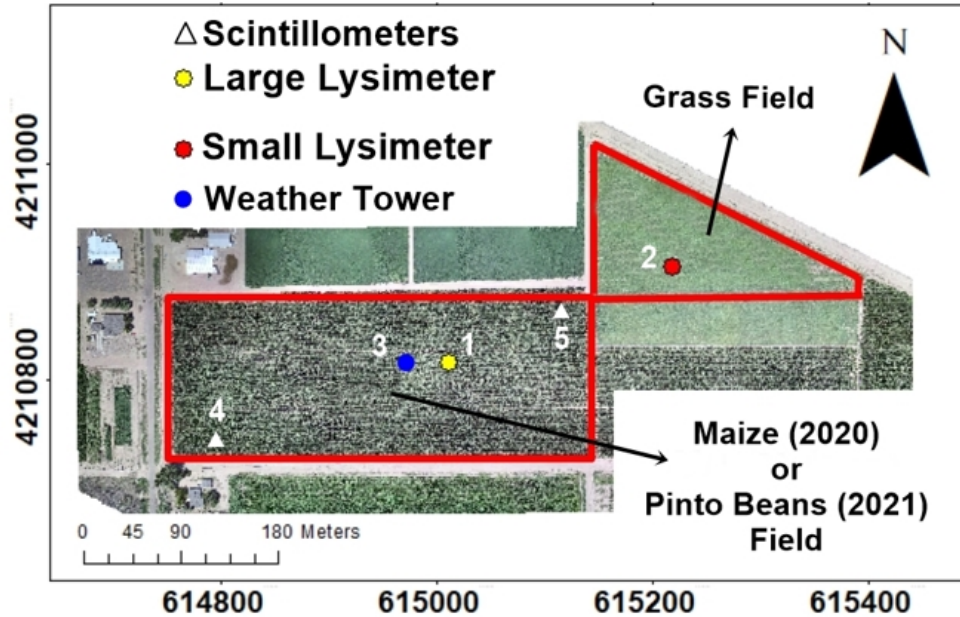 Scintillometers
Large Lysimeter
Small Lysimeter
Weather Tower
N
Grass Field
4211000
4210800
2
3
1
5
4
Maize (2020)
or
Pinto Beans (2021)
Field
0 45 90 180 Meters
614800 615000 615200 615400